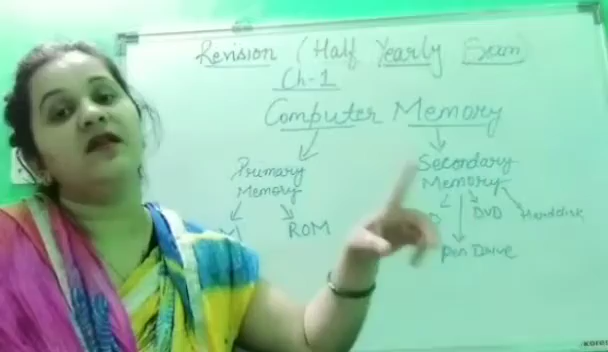 Revision (Half Yearly Exam
Ch-1
Computer Memory
Primary
Memory
ROM
Secondary
Memory
D DVD Harddisk
Pen Drive